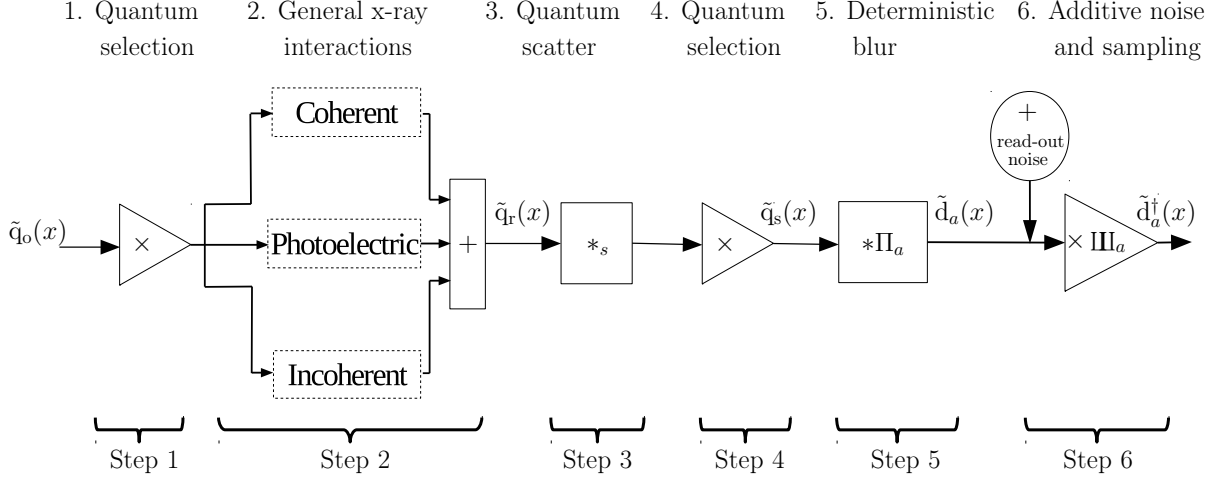 1. Quantum selection
2. General x-ray interactions
3. Quantum scatter
4. Quantum selection
5. Deterministic blur
6. Additive noise and sampling
q̃ₒ(x)
×
Coherent
Photoelectric
Incoherent
+
q̃ᵣ(x)
∗ₛ
×
q̃ₛ(x)
∗Πₐ
d̃ₐ(x)
+
read-out
noise
× Шₐ
d̃ₐ†(x)
Step 1
Step 2
Step 3
Step 4
Step 5
Step 6